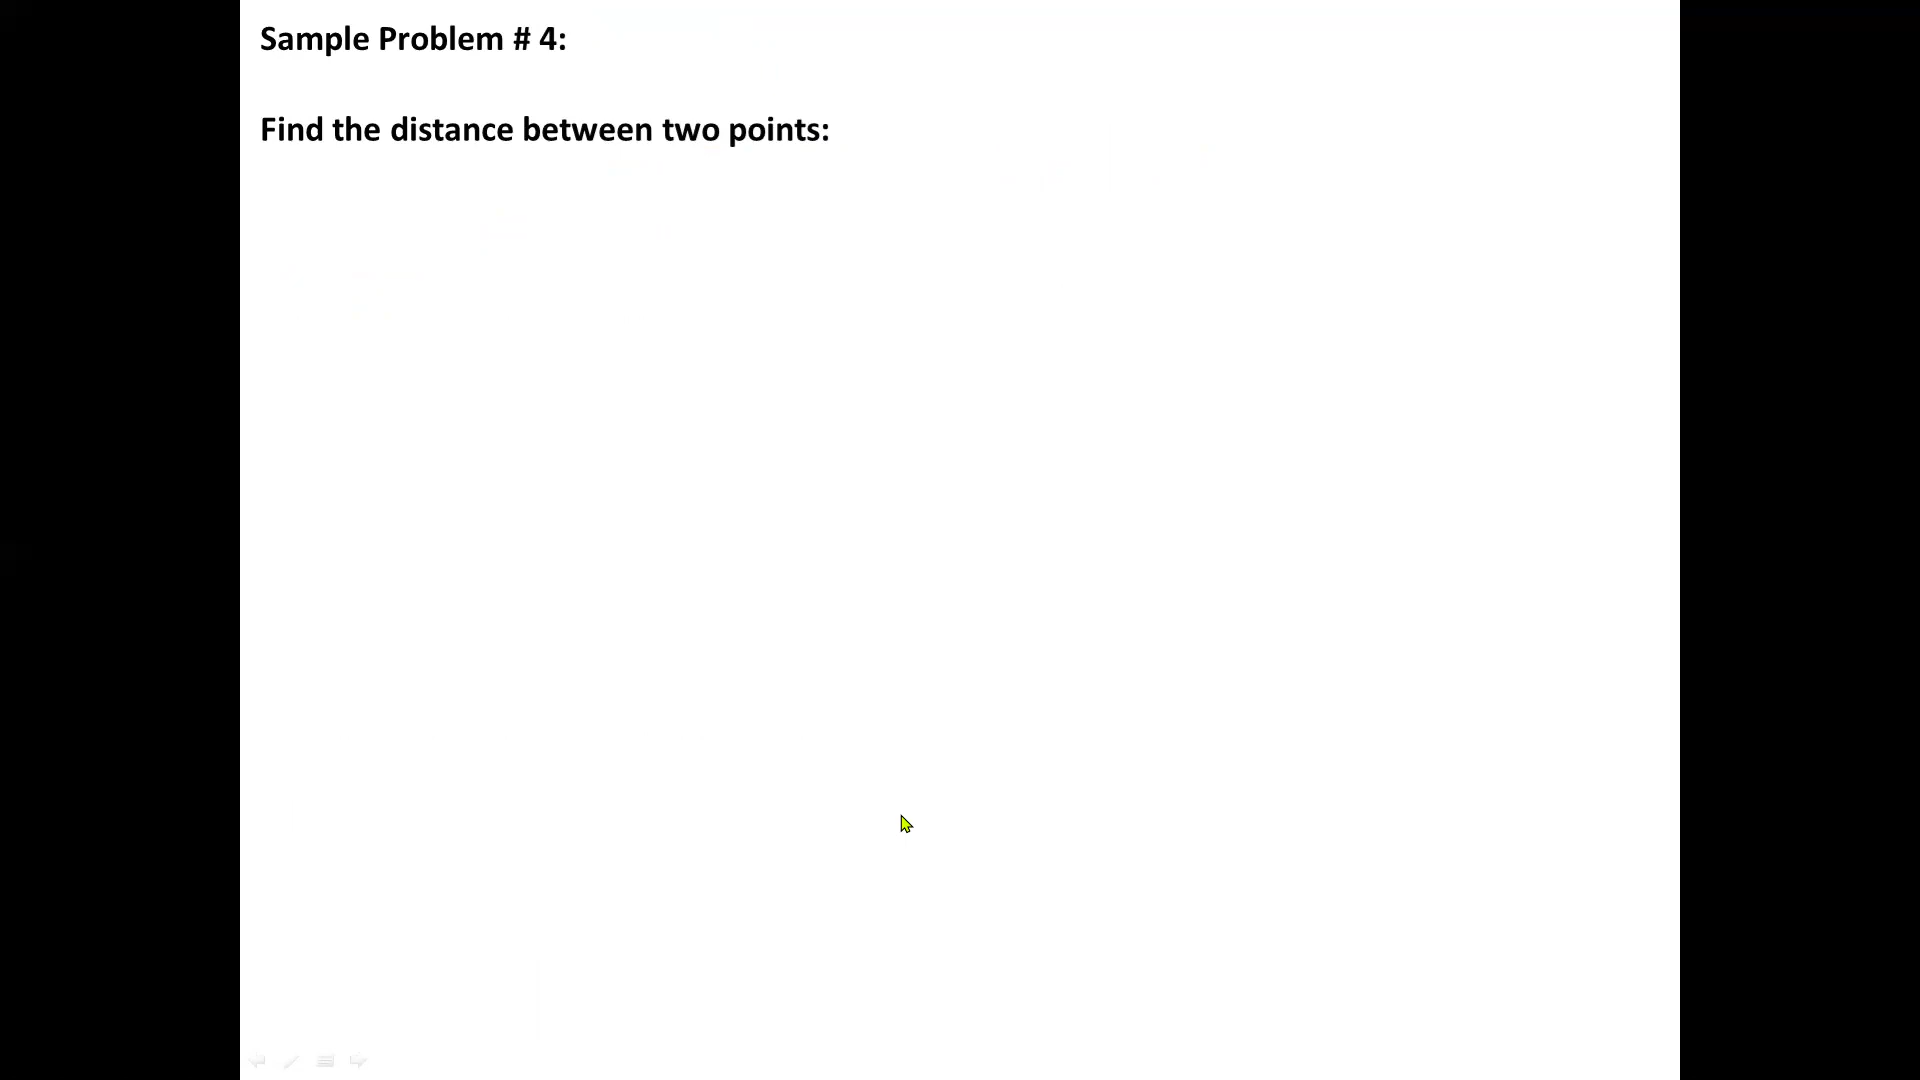 Sample Problem # 4:
Find the distance between two points: